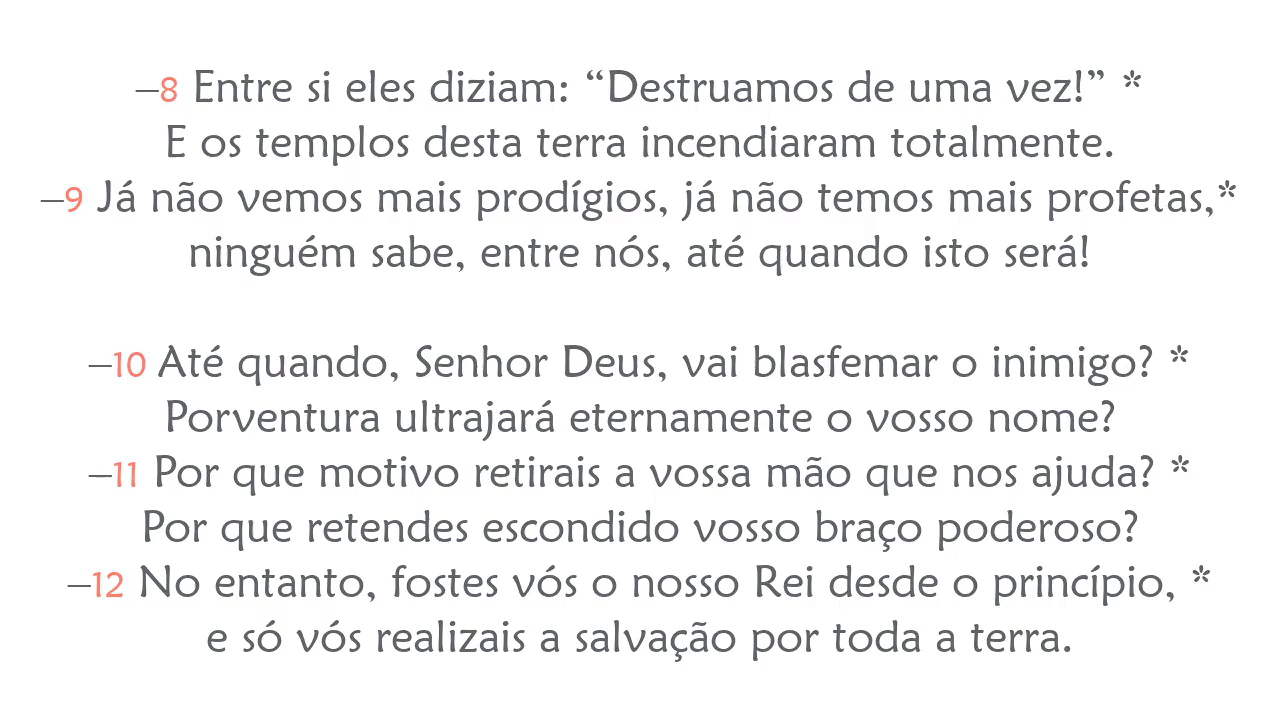 –8 Entre si eles diziam: “Destruamos de uma vez!” *
E os templos desta terra incendiaram totalmente.
–9 Já não vemos mais prodígios, já não temos mais profetas,*
ninguém sabe, entre nós, até quando isto será!
–10 Até quando, Senhor Deus, vai blasfemar o inimigo? *
Porventura ultrajará eternamente o vosso nome?
–11 Por que motivo retirais a vossa mão que nos ajuda? *
Por que retendes escondido vosso braço poderoso?
–12 No entanto, fostes vós o nosso Rei desde o princípio, *
e só vós realizais a salvação por toda a terra.